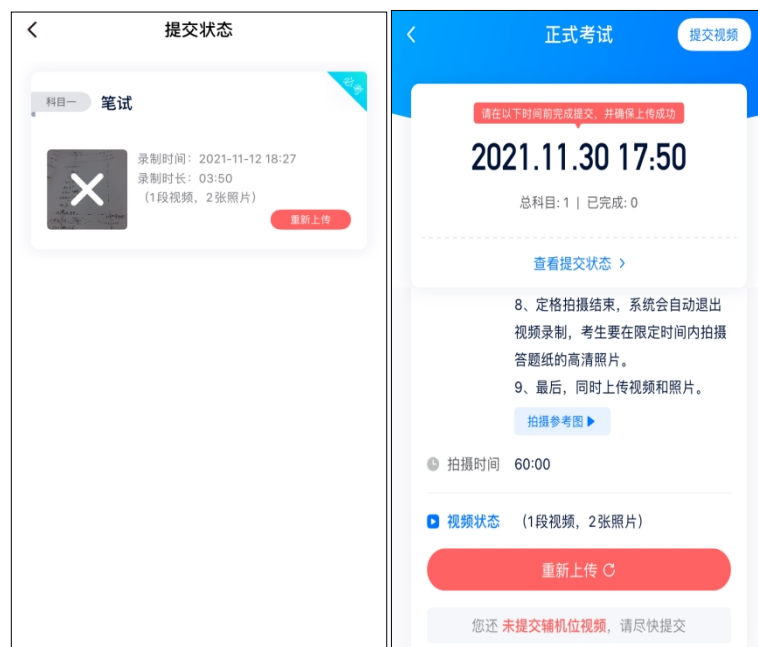 提交状态
必考
科目一 笔试
录制时间：2021-11-12 18:27
录制时长：03:50
（1段视频，2张照片）
重新上传
正式考试
提交视频
请在以下时间前完成提交，并确保上传成功
2021.11.30 17:50
总科目: 1 | 已完成: 0
查看提交状态
8、定格拍摄结束，系统会自动退出
视频录制，考生要在限定时间内拍摄
答题纸的高清照片。
9、最后，同时上传视频和照片。
拍摄参考图
拍摄时间 60:00
视频状态 （1段视频，2张照片）
重新上传
您还 未提交辅机位视频，请尽快提交